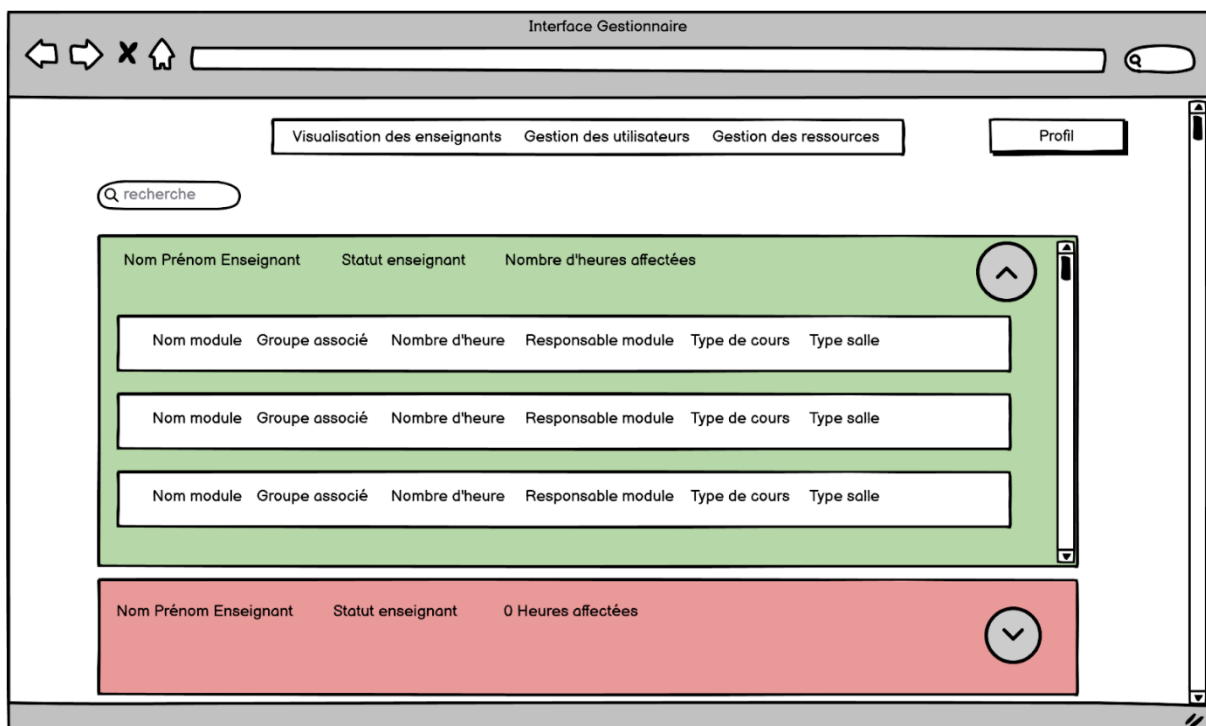 Interface Gestionnaire
Visualisation des enseignants Gestion des utilisateurs Gestion des ressources Profil
recherche
Nom Prénom Enseignant Statut enseignant Nombre d'heures affectées
Nom module Groupe associé Nombre d'heure Responsable module Type de cours Type salle
Nom module Groupe associé Nombre d'heure Responsable module Type de cours Type salle
Nom module Groupe associé Nombre d'heure Responsable module Type de cours Type salle
Nom Prénom Enseignant Statut enseignant 0 Heures affectées